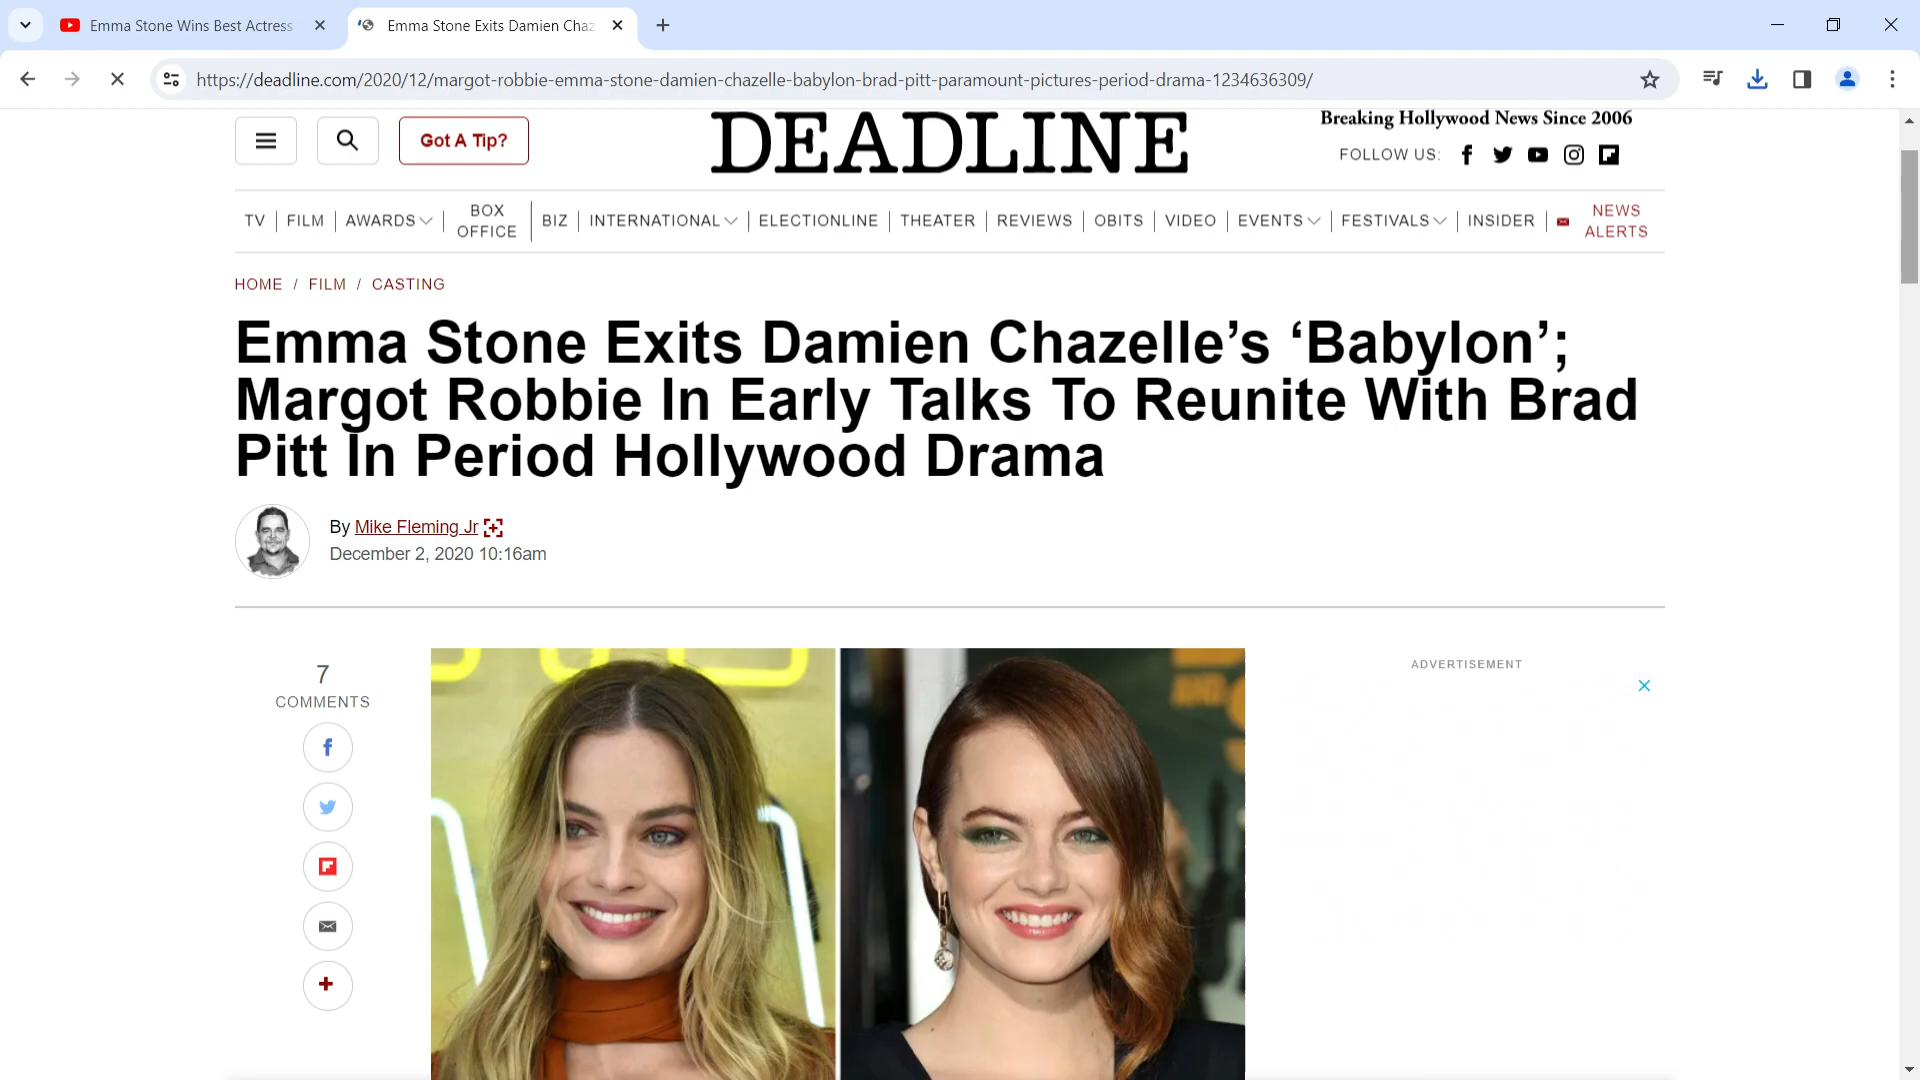 Emma Stone Wins Best Actress
Emma Stone Exits Damien Chaz
https://deadline.com/2020/12/margot-robbie-emma-stone-damien-chazelle-babylon-brad-pitt-paramount-pictures-period-drama-1234636309/
Got A Tip?
DEADLINE
Breaking Hollywood News Since 2006
FOLLOW US:
TV
FILM
AWARDS
BOX
OFFICE
BIZ
INTERNATIONAL
ELECTIONLINE
THEATER
REVIEWS
OBITS
VIDEO
EVENTS
FESTIVALS
INSIDER
NEWS
ALERTS
HOME / FILM / CASTING
Emma Stone Exits Damien Chazelle’s ‘Babylon’;
Margot Robbie In Early Talks To Reunite With Brad
Pitt In Period Hollywood Drama
By Mike Fleming Jr
December 2, 2020 10:16am
7
COMMENTS
AND
ADVERTISEMENT